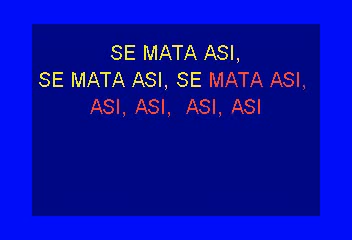 SE MATA ASI,
SE MATA ASI, SE MATA ASI,
ASI, ASI,  ASI, ASI